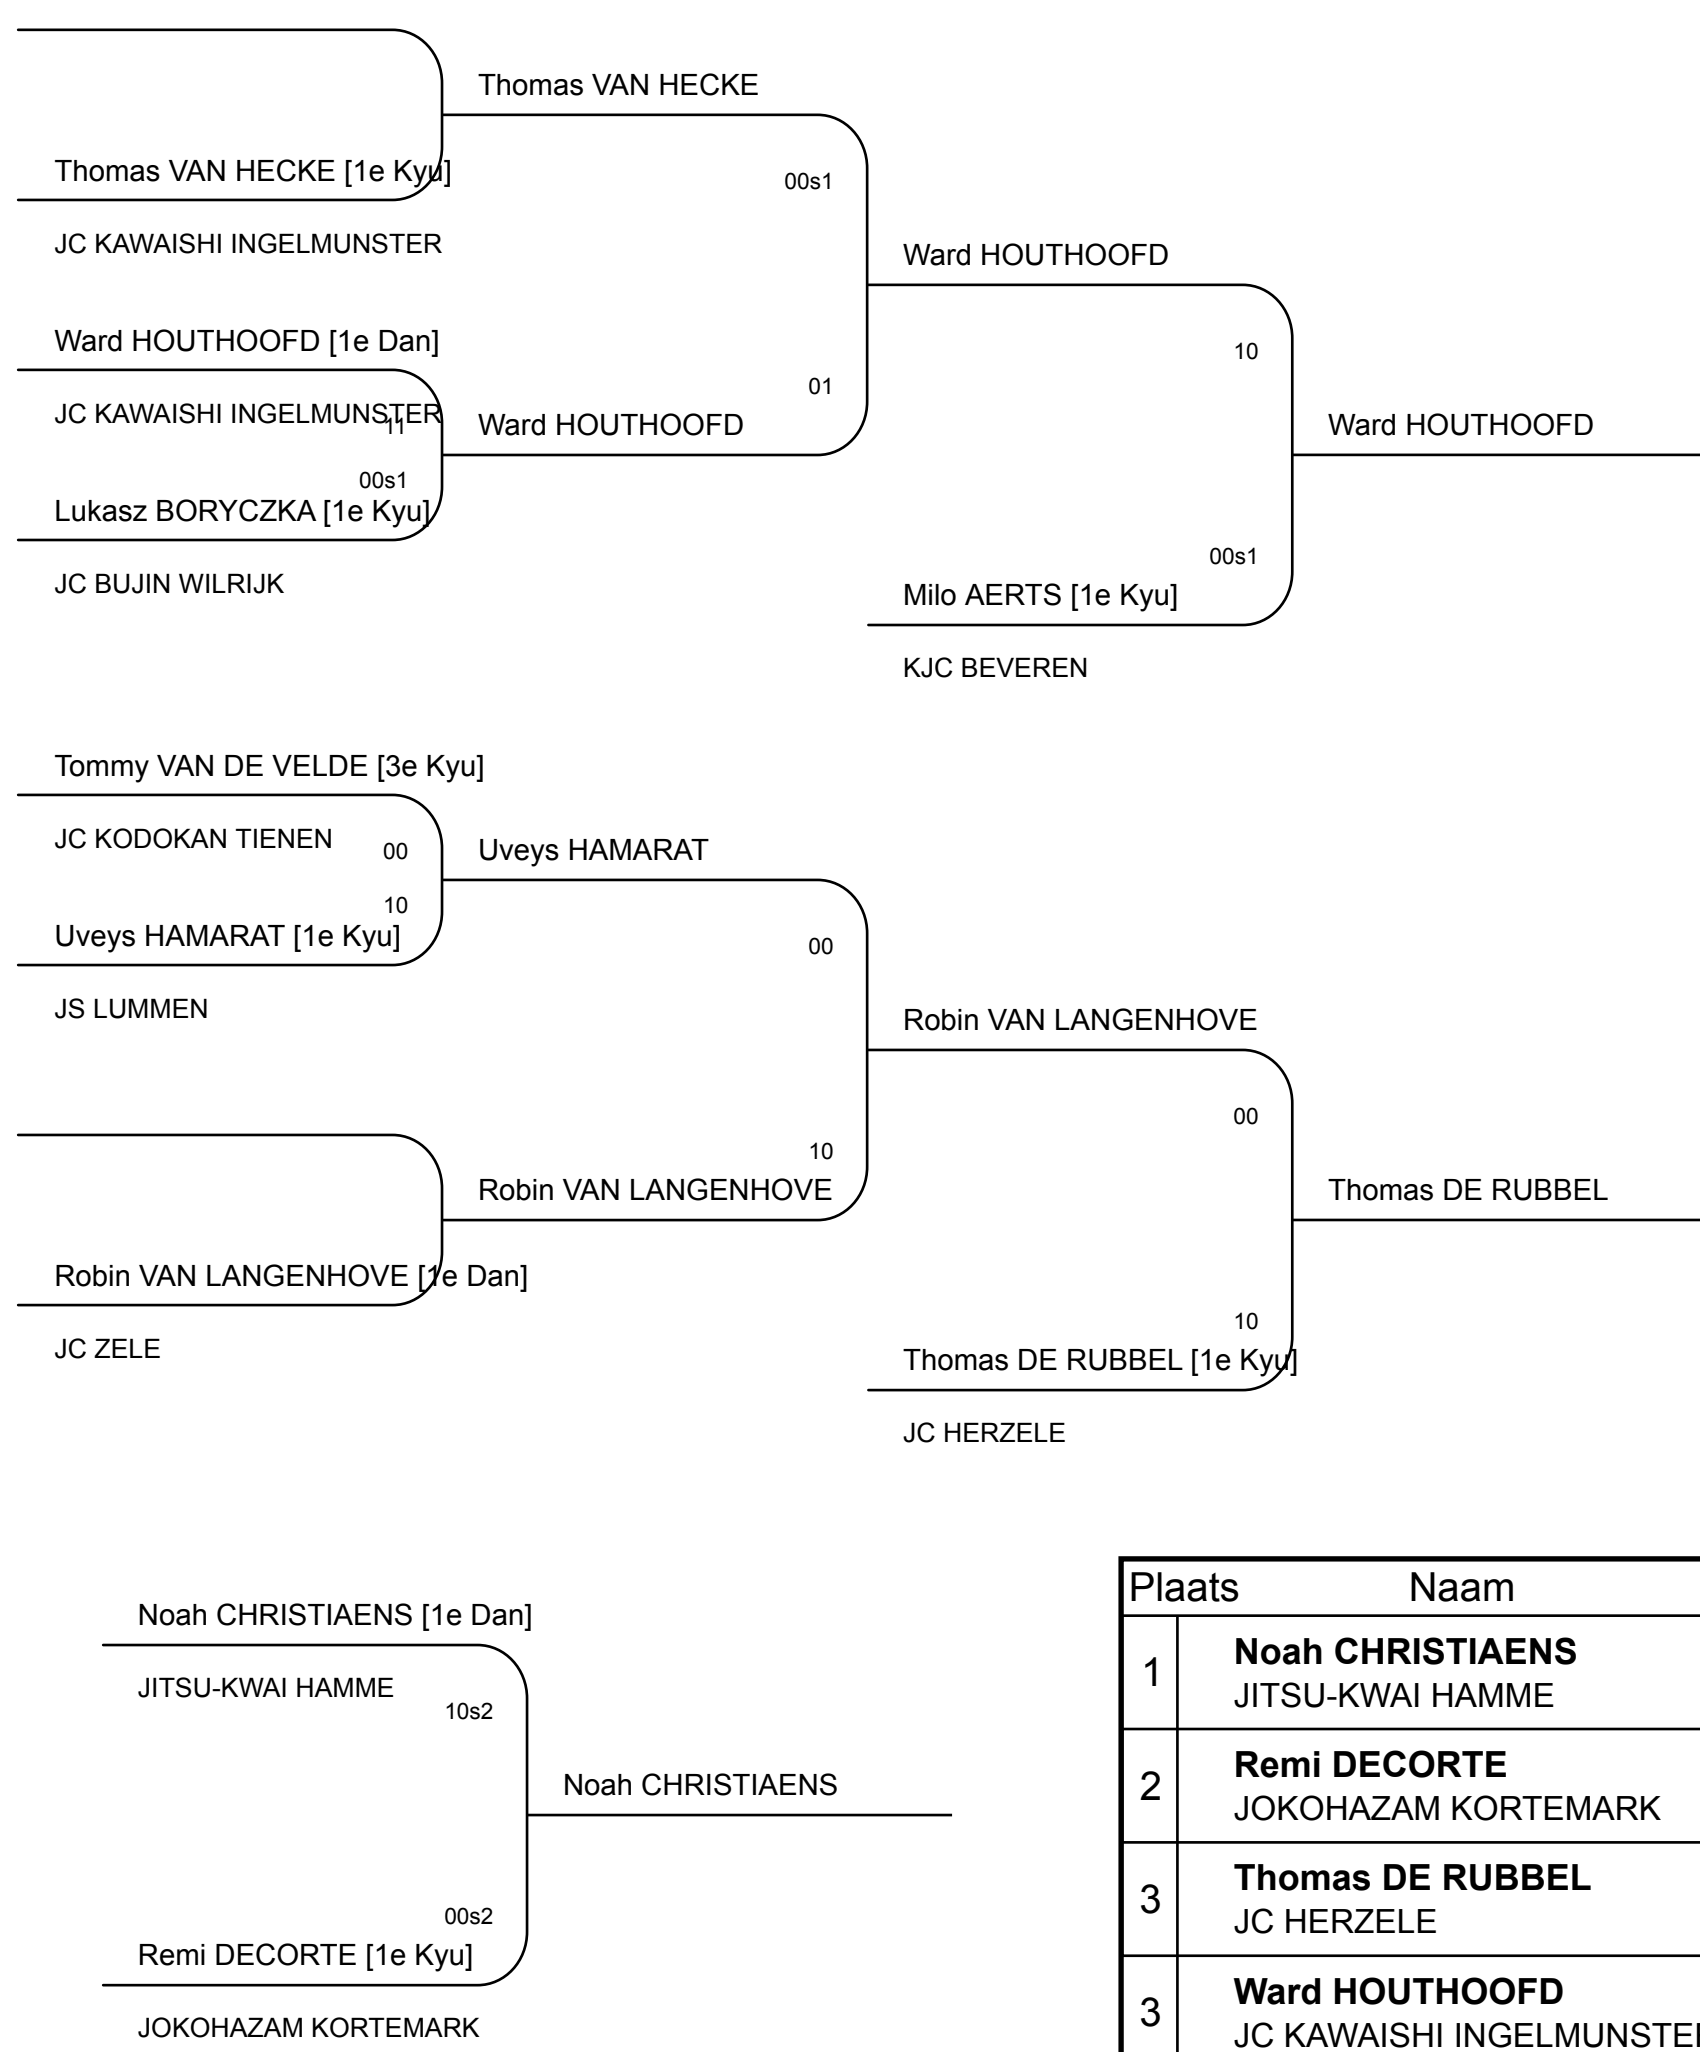 Thomas VAN HECKE
Thomas VAN HECKE [1e Kyu]
00s1
JC KAWAISHI INGELMUNSTER
Ward HOUTHOOFD
Ward HOUTHOOFD [1e Dan]
10
01
JC KAWAISHI INGELMUNSTER
11
Ward HOUTHOOFD
Ward HOUTHOOFD
00s1
Lukasz BORYCZKA [1e Kyu]
00s1
JC BUJIN WILRIJK
Milo AERTS [1e Kyu]
KJC BEVEREN
Tommy VAN DE VELDE [3e Kyu]
JC KODOKAN TIENEN
00
Uveys HAMARAT
10
Uveys HAMARAT [1e Kyu]
00
JS LUMMEN
Robin VAN LANGENHOVE
00
10
Robin VAN LANGENHOVE
Thomas DE RUBBEL
Robin VAN LANGENHOVE [1e Dan]
10
JC ZELE
Thomas DE RUBBEL [1e Kyu]
JC HERZELE
Noah CHRISTIAENS [1e Dan]
JITSU-KWAI HAMME
10s2
Noah CHRISTIAENS
00s2
Remi DECORTE [1e Kyu]
JOKOHAZAM KORTEMARK
Plaats Naam
1 Noah CHRISTIAENS
JITSU-KWAI HAMME
2 Remi DECORTE
JOKOHAZAM KORTEMARK
3 Thomas DE RUBBEL
JC HERZELE
3 Ward HOUTHOOFD
JC KAWAISHI INGELMUNSTER